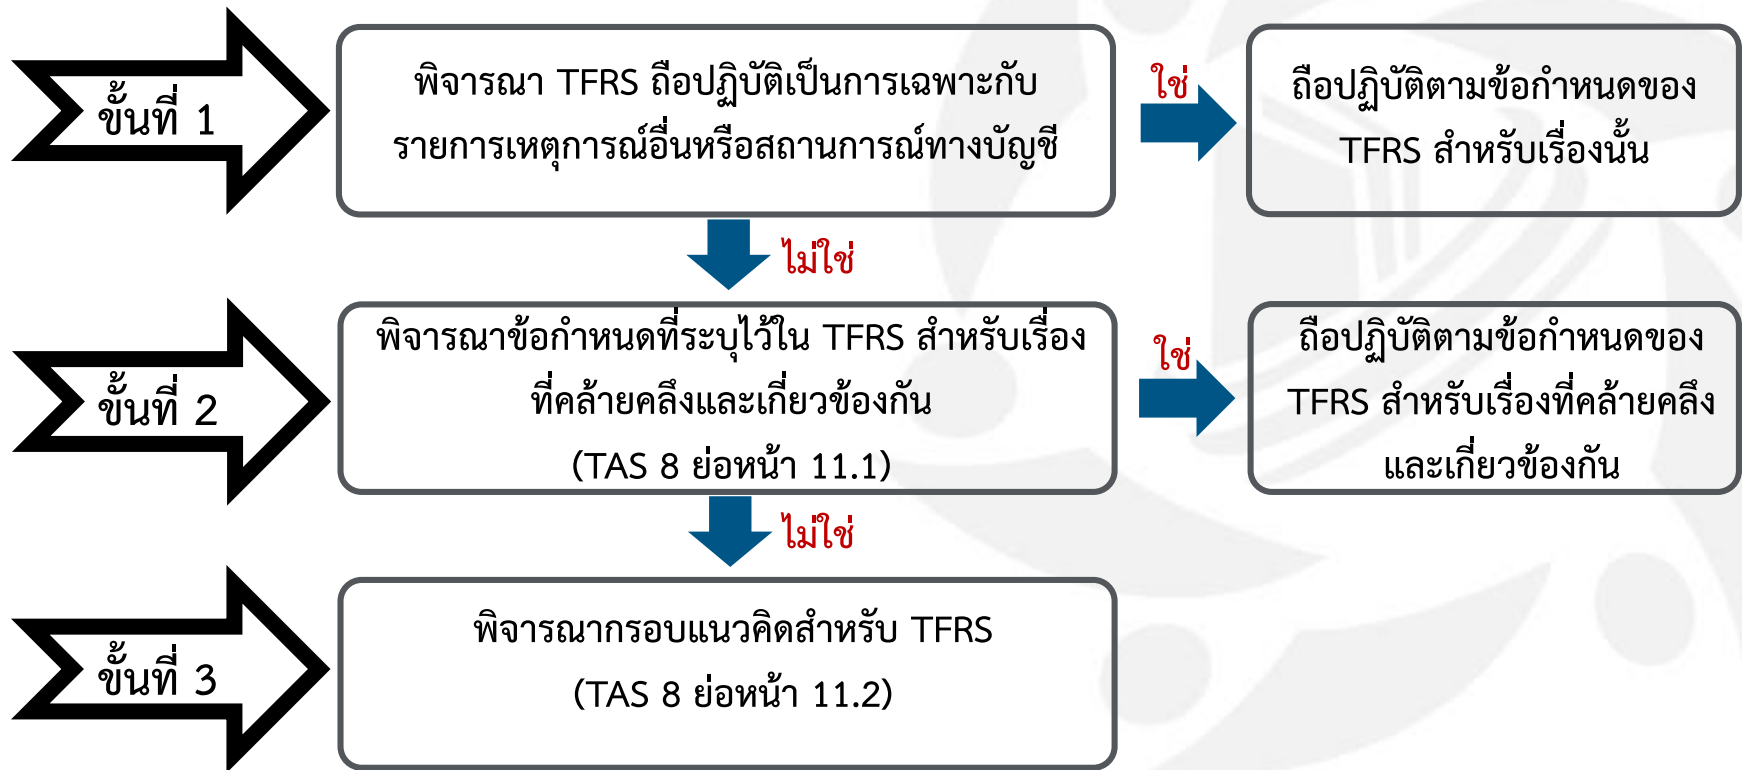 ขั้นที่ 1
พิจารณา TFRS ถือปฏิบัติเป็นการเฉพาะกับ
รายการเหตุการณ์อื่นหรือสถานการณ์ทางบัญชี
ใช่
ถือปฏิบัติตามข้อกำหนดของ
TFRS สำหรับเรื่องนั้น
ไม่ใช่
ขั้นที่ 2
พิจารณาข้อกำหนดที่ระบุไว้ใน TFRS สำหรับเรื่อง
ที่คล้ายคลึงและเกี่ยวข้องกัน
(TAS 8 ย่อหน้า 11.1)
ใช่
ถือปฏิบัติตามข้อกำหนดของ
TFRS สำหรับเรื่องที่คล้ายคลึง
และเกี่ยวข้องกัน
ไม่ใช่
ขั้นที่ 3
พิจารณากรอบแนวคิดสำหรับ TFRS
(TAS 8 ย่อหน้า 11.2)